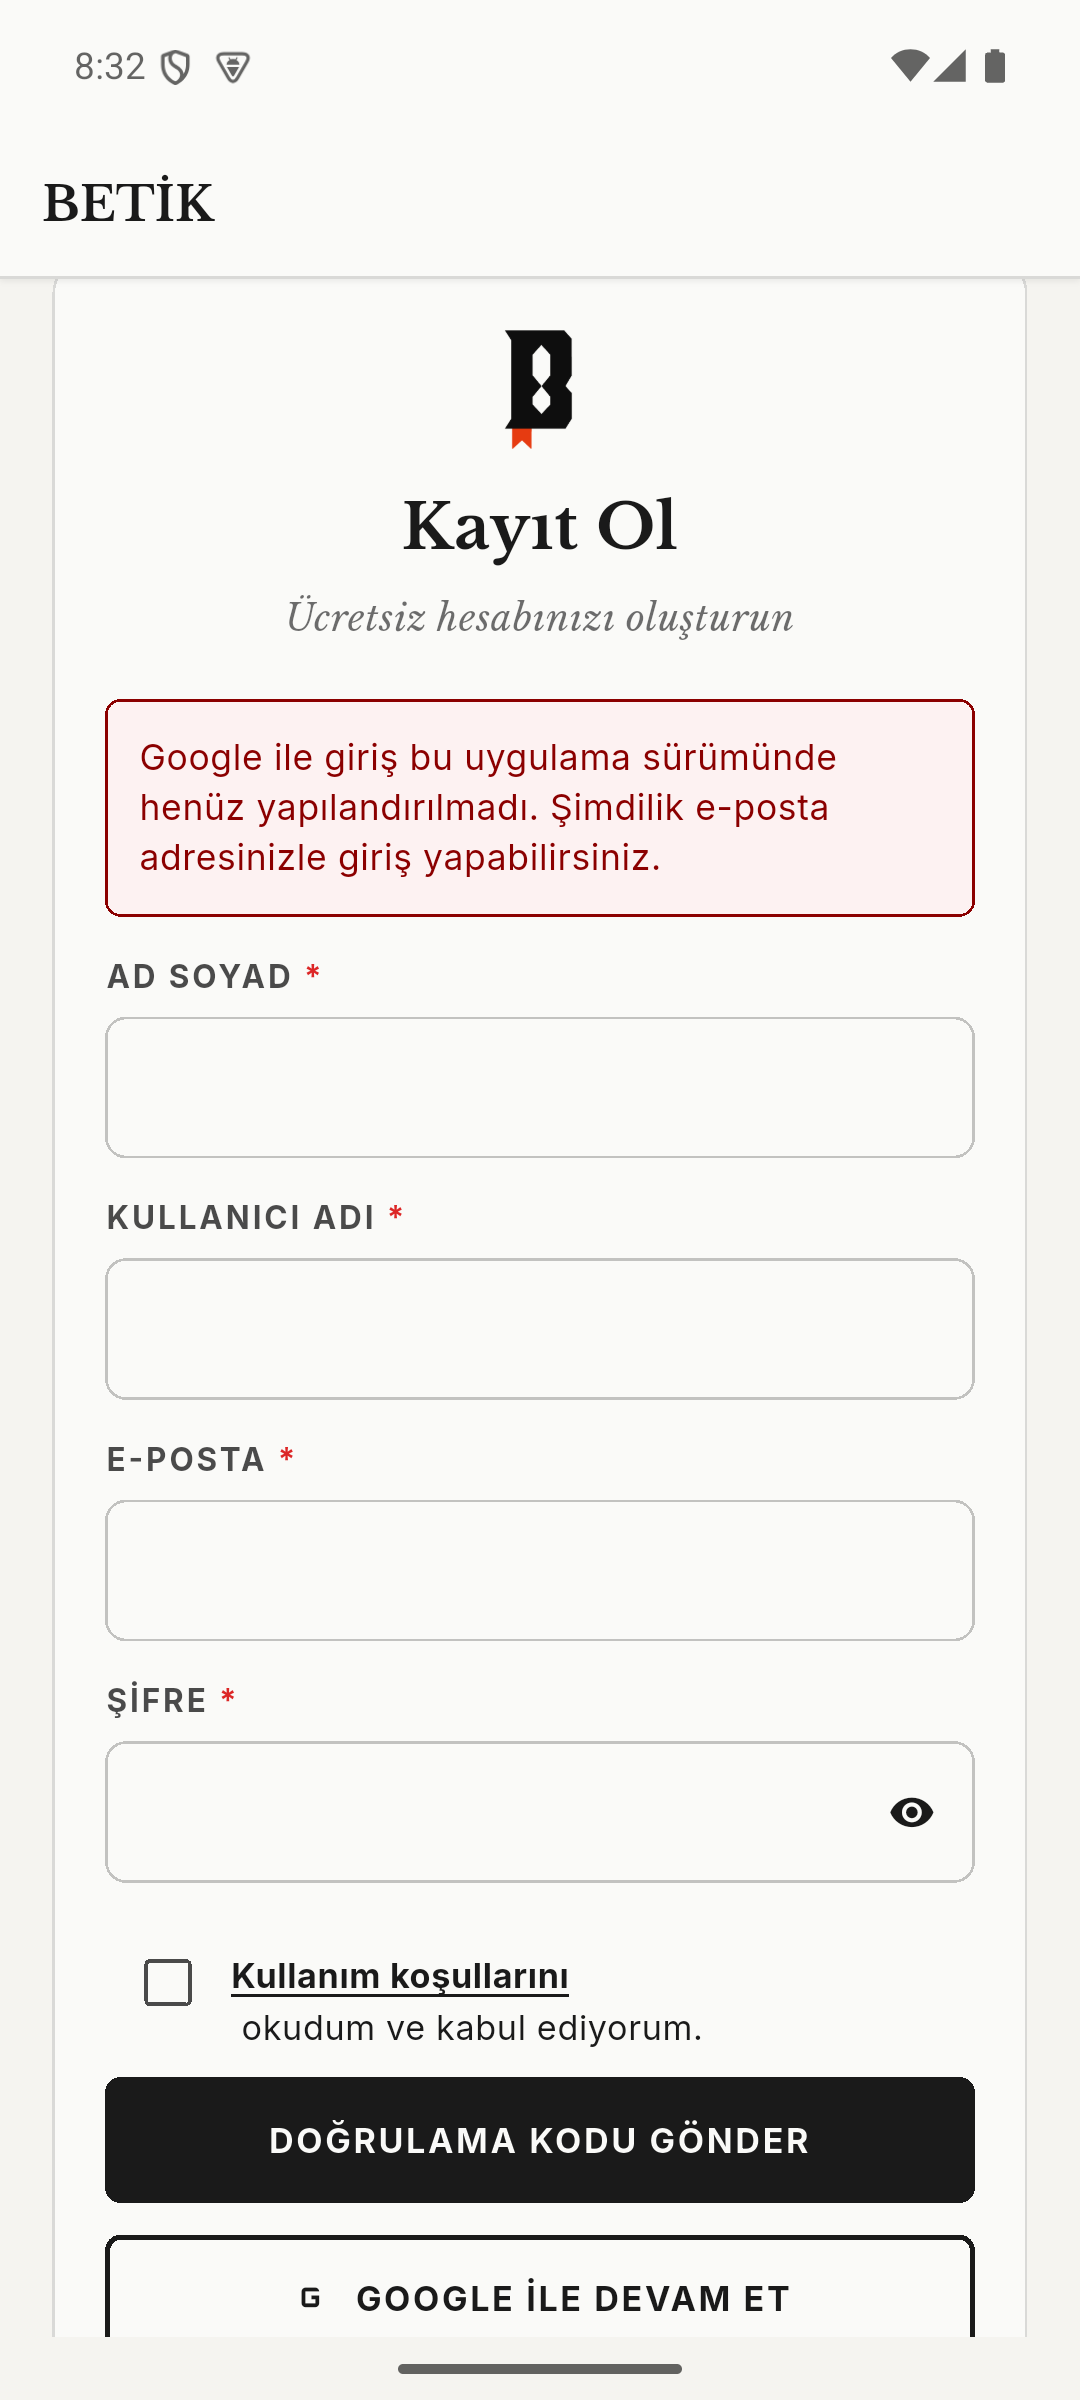 8:32
BETİK
B
Kayıt Ol
Ücretsiz hesabınızı oluşturun
Google ile giriş bu uygulama sürümünde
henüz yapılandırılmadı. Şimdilik e-posta
adresinizle giriş yapabilirsiniz.
AD SOYAD *
KULLANICI ADI *
E-POSTA *
ŞİFRE *
Kullanım koşullarını
okudum ve kabul ediyorum.
DOĞRULAMA KODU GÖNDER
G GOOGLE İLE DEVAM ET